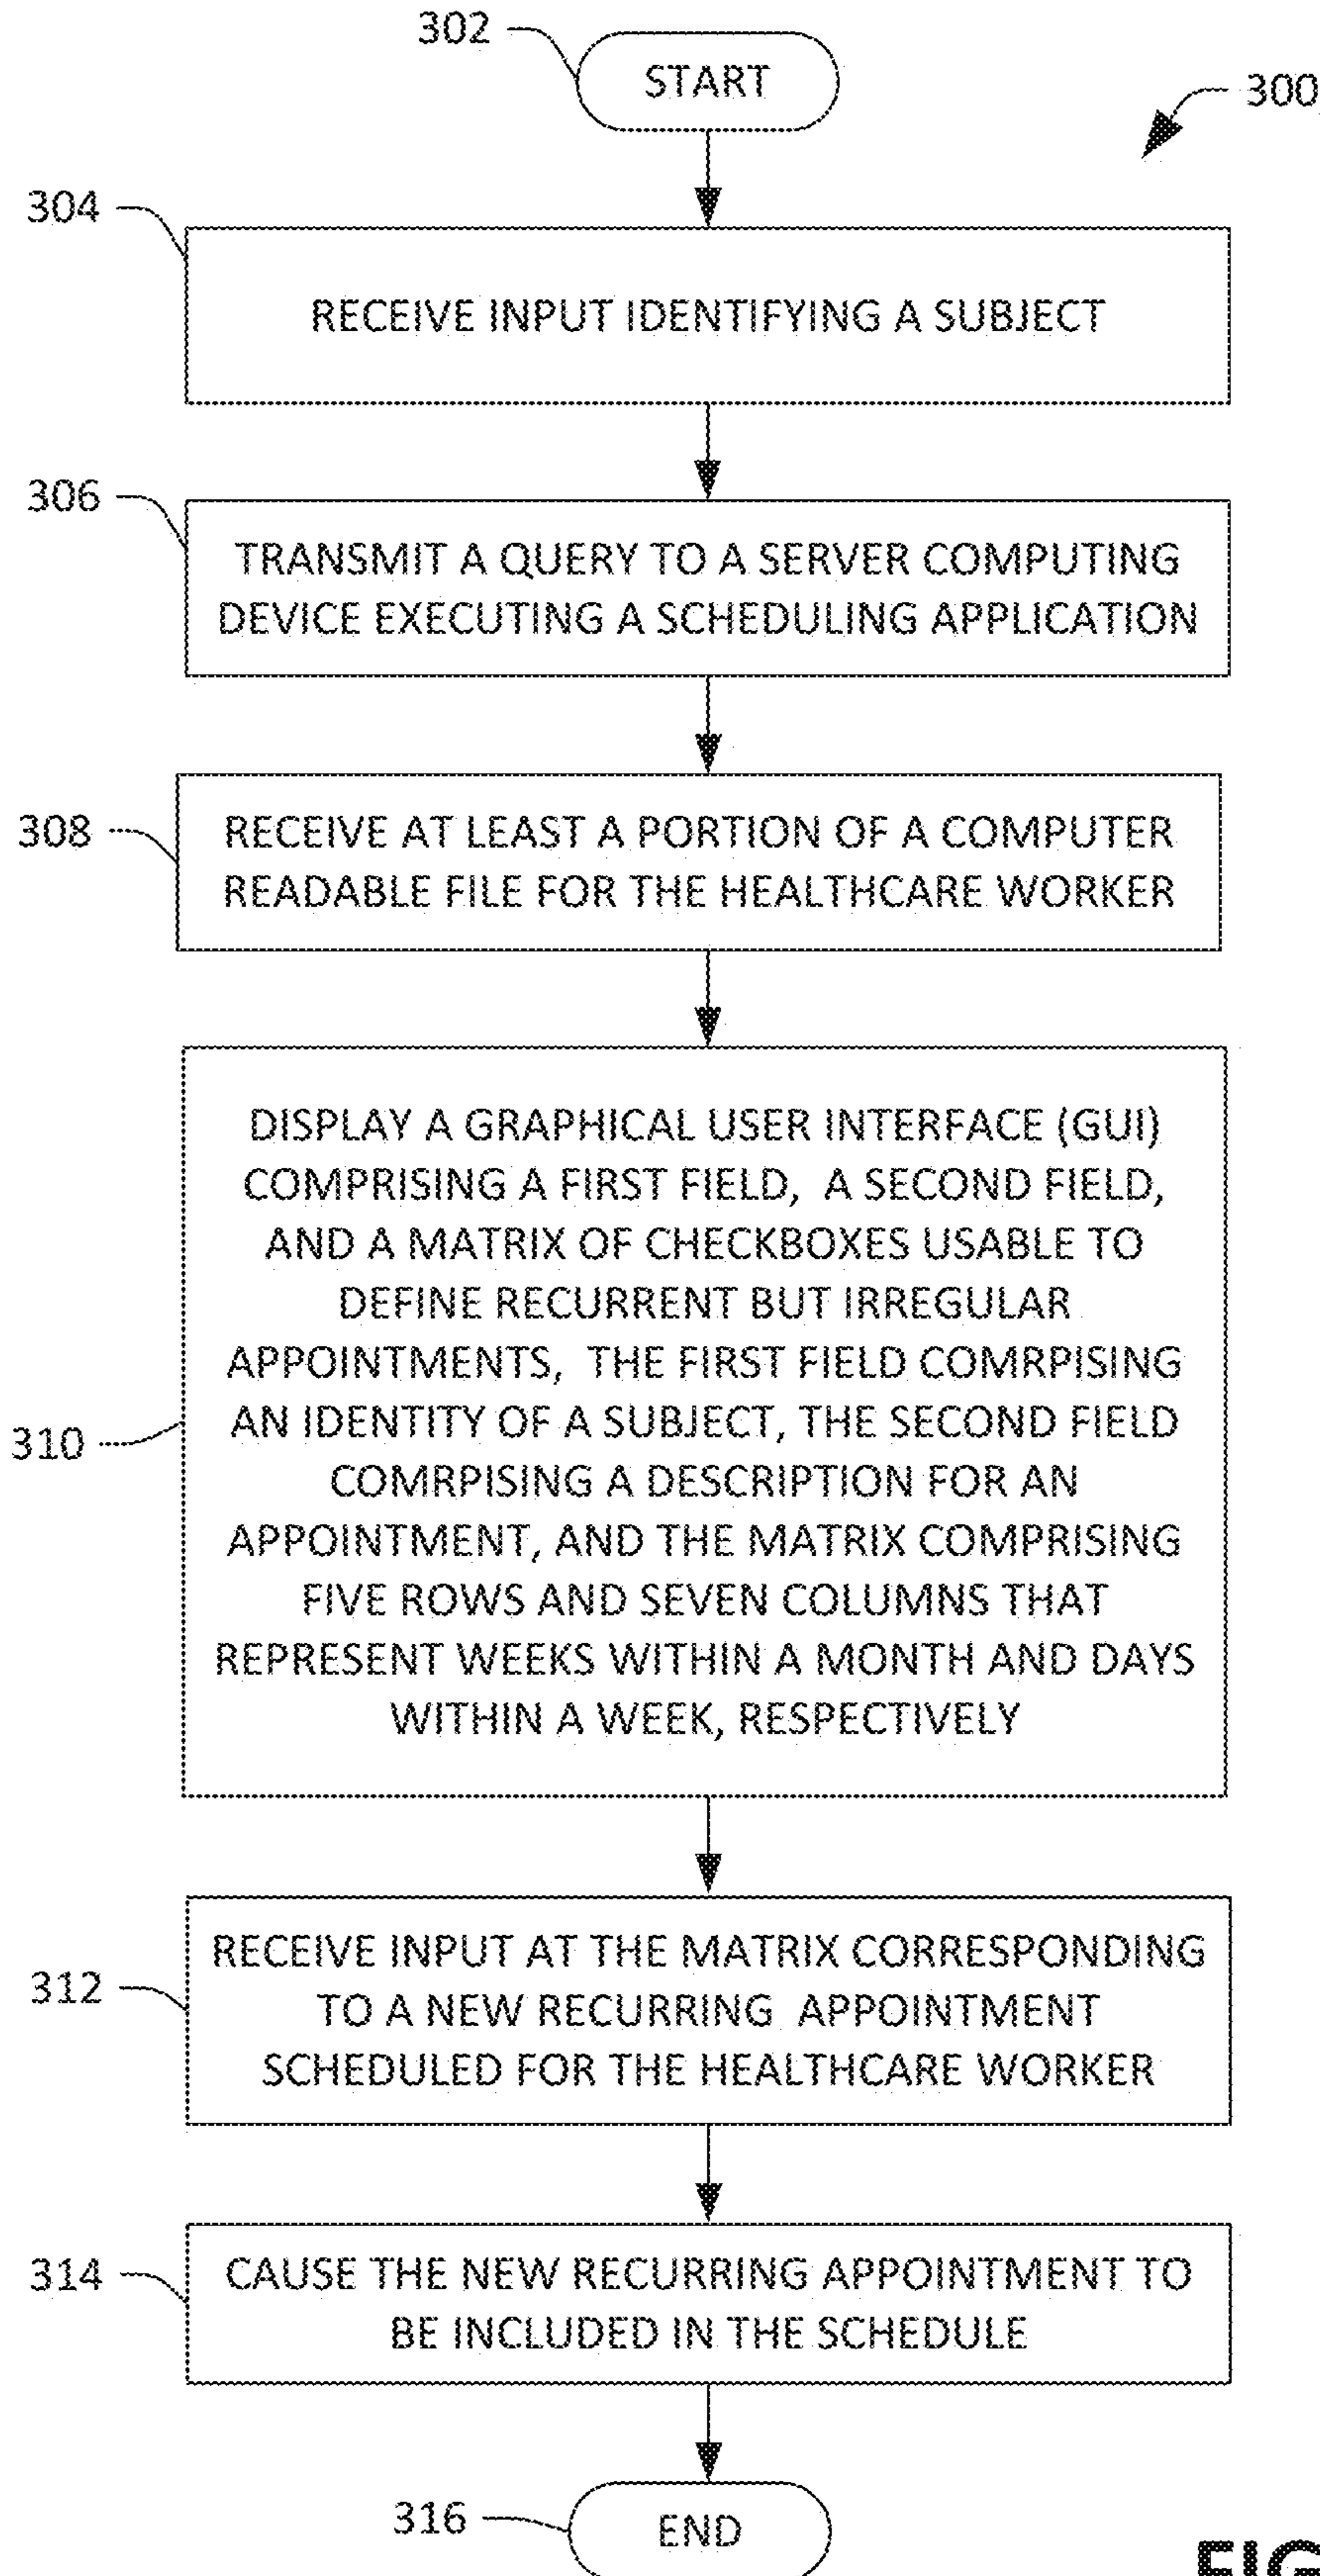 302
START
300
304
RECEIVE INPUT IDENTIFYING A SUBJECT
306
TRANSMIT A QUERY TO A SERVER COMPUTING
DEVICE EXECUTING A SCHEDULING APPLICATION
308
RECEIVE AT LEAST A PORTION OF A COMPUTER
READABLE FILE FOR THE HEALTHCARE WORKER
310
DISPLAY A GRAPHICAL USER INTERFACE (GUI)
COMPRISING A FIRST FIELD, A SECOND FIELD,
AND A MATRIX OF CHECKBOXES USABLE TO
DEFINE RECURRENT BUT IRREGULAR
APPOINTMENTS, THE FIRST FIELD COMRPISING
AN IDENTITY OF A SUBJECT, THE SECOND FIELD
COMRPISING A DESCRIPTION FOR AN
APPOINTMENT, AND THE MATRIX COMPRISING
FIVE ROWS AND SEVEN COLUMNS THAT
REPRESENT WEEKS WITHIN A MONTH AND DAYS
WITHIN A WEEK, RESPECTIVELY
312
RECEIVE INPUT AT THE MATRIX CORRESPONDING
TO A NEW RECURRING APPOINTMENT
SCHEDULED FOR THE HEALTHCARE WORKER
314
CAUSE THE NEW RECURRING APPOINTMENT TO
BE INCLUDED IN THE SCHEDULE
316
END